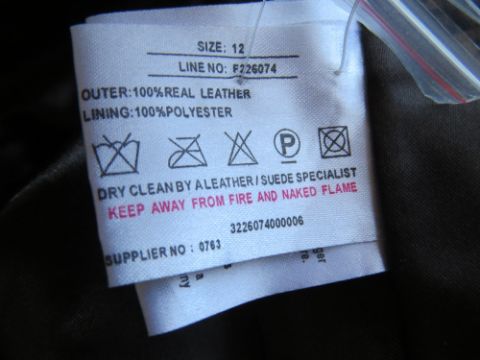 SIZE: 12
LINE NO: F226074
OUTER:100%REAL LEATHER
LINING:100%POLYESTER
P
DRY CLEAN BY A LEATHER / SUEDE SPECIALIST
KEEP AWAY FROM FIRE AND NAKED FLAME
3226074000006
SUPPLIER NO : 0763